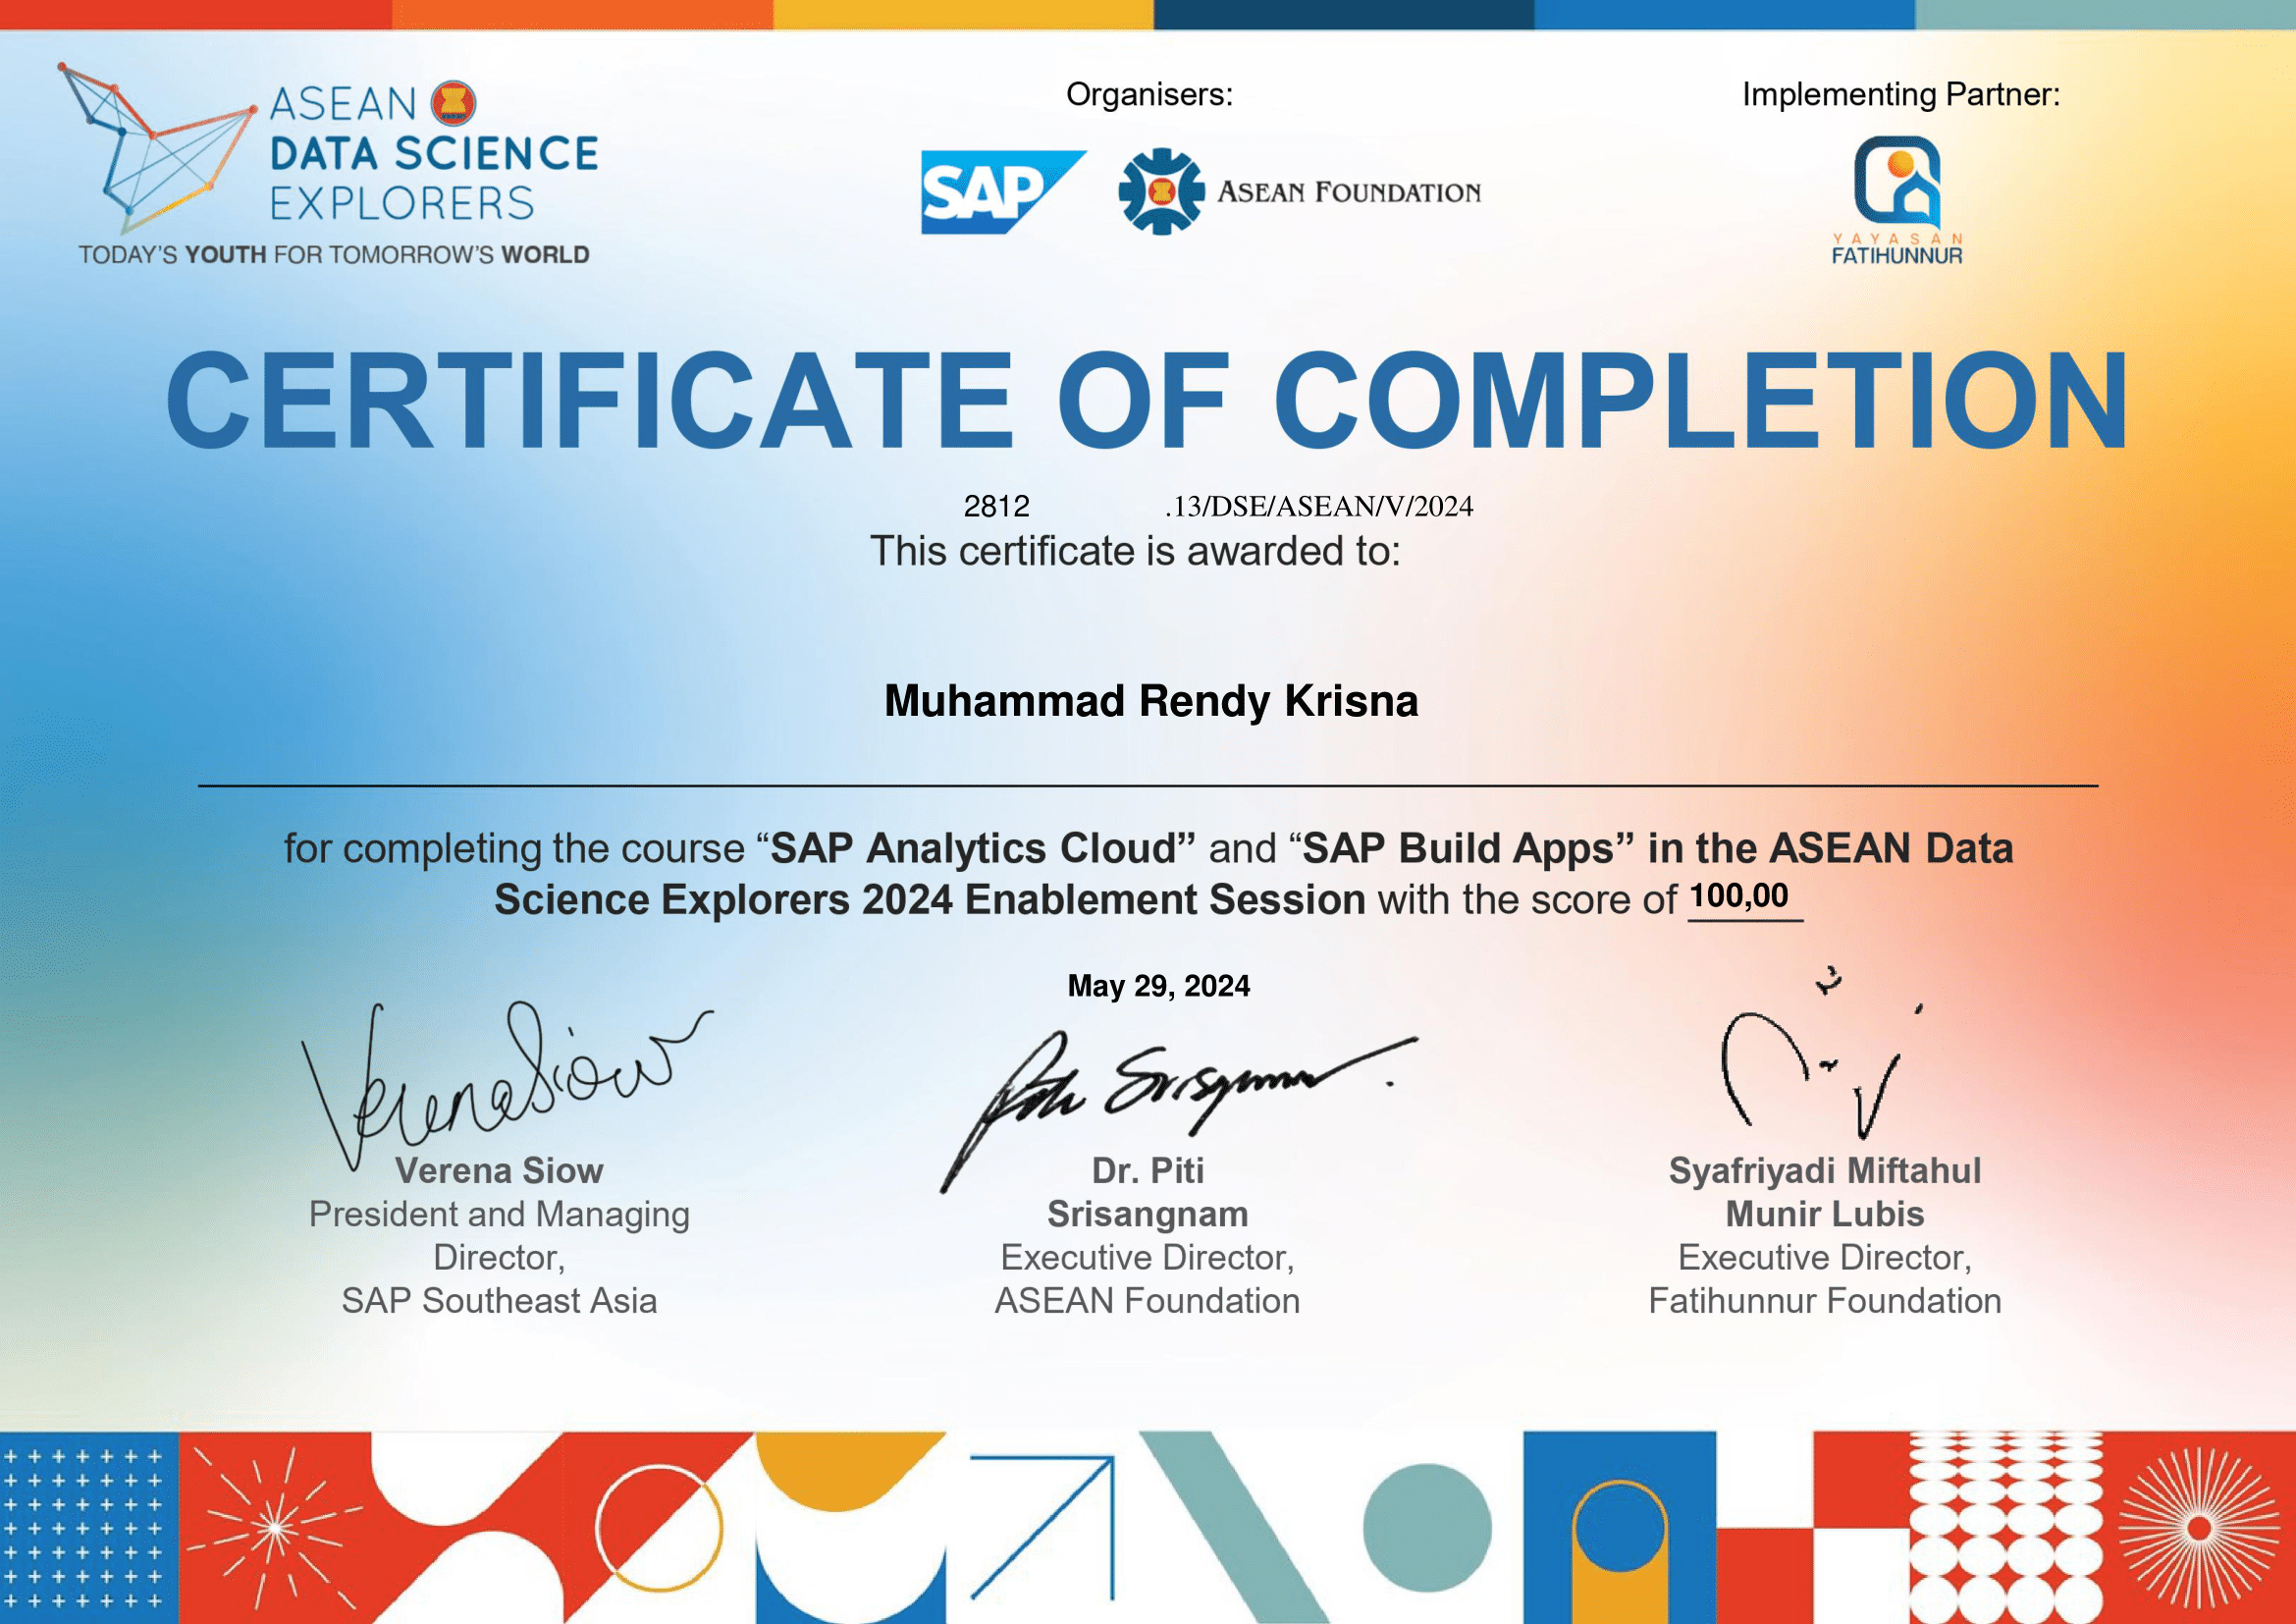 ASEAN
DATA SCIENCE
EXPLORERS
TODAY'S YOUTH FOR TOMORROW'S WORLD
Organisers:
SAP
ASEAN FOUNDATION
Implementing Partner:
YAYASAN
FATIHUNNUR
CERTIFICATE OF COMPLETION
2812 .13/DSE/ASEAN/V/2024
This certificate is awarded to:
Muhammad Rendy Krisna
for completing the course “SAP Analytics Cloud” and “SAP Build Apps” in the ASEAN Data
Science Explorers 2024 Enablement Session with the score of 100,00
May 29, 2024
Verena Siow
Verena Siow
President and Managing
Director,
SAP Southeast Asia
Dr. Piti
Srisangnam
Executive Director,
ASEAN Foundation
Syafriyadi Miftahul
Munir Lubis
Executive Director,
Fatihunnur Foundation